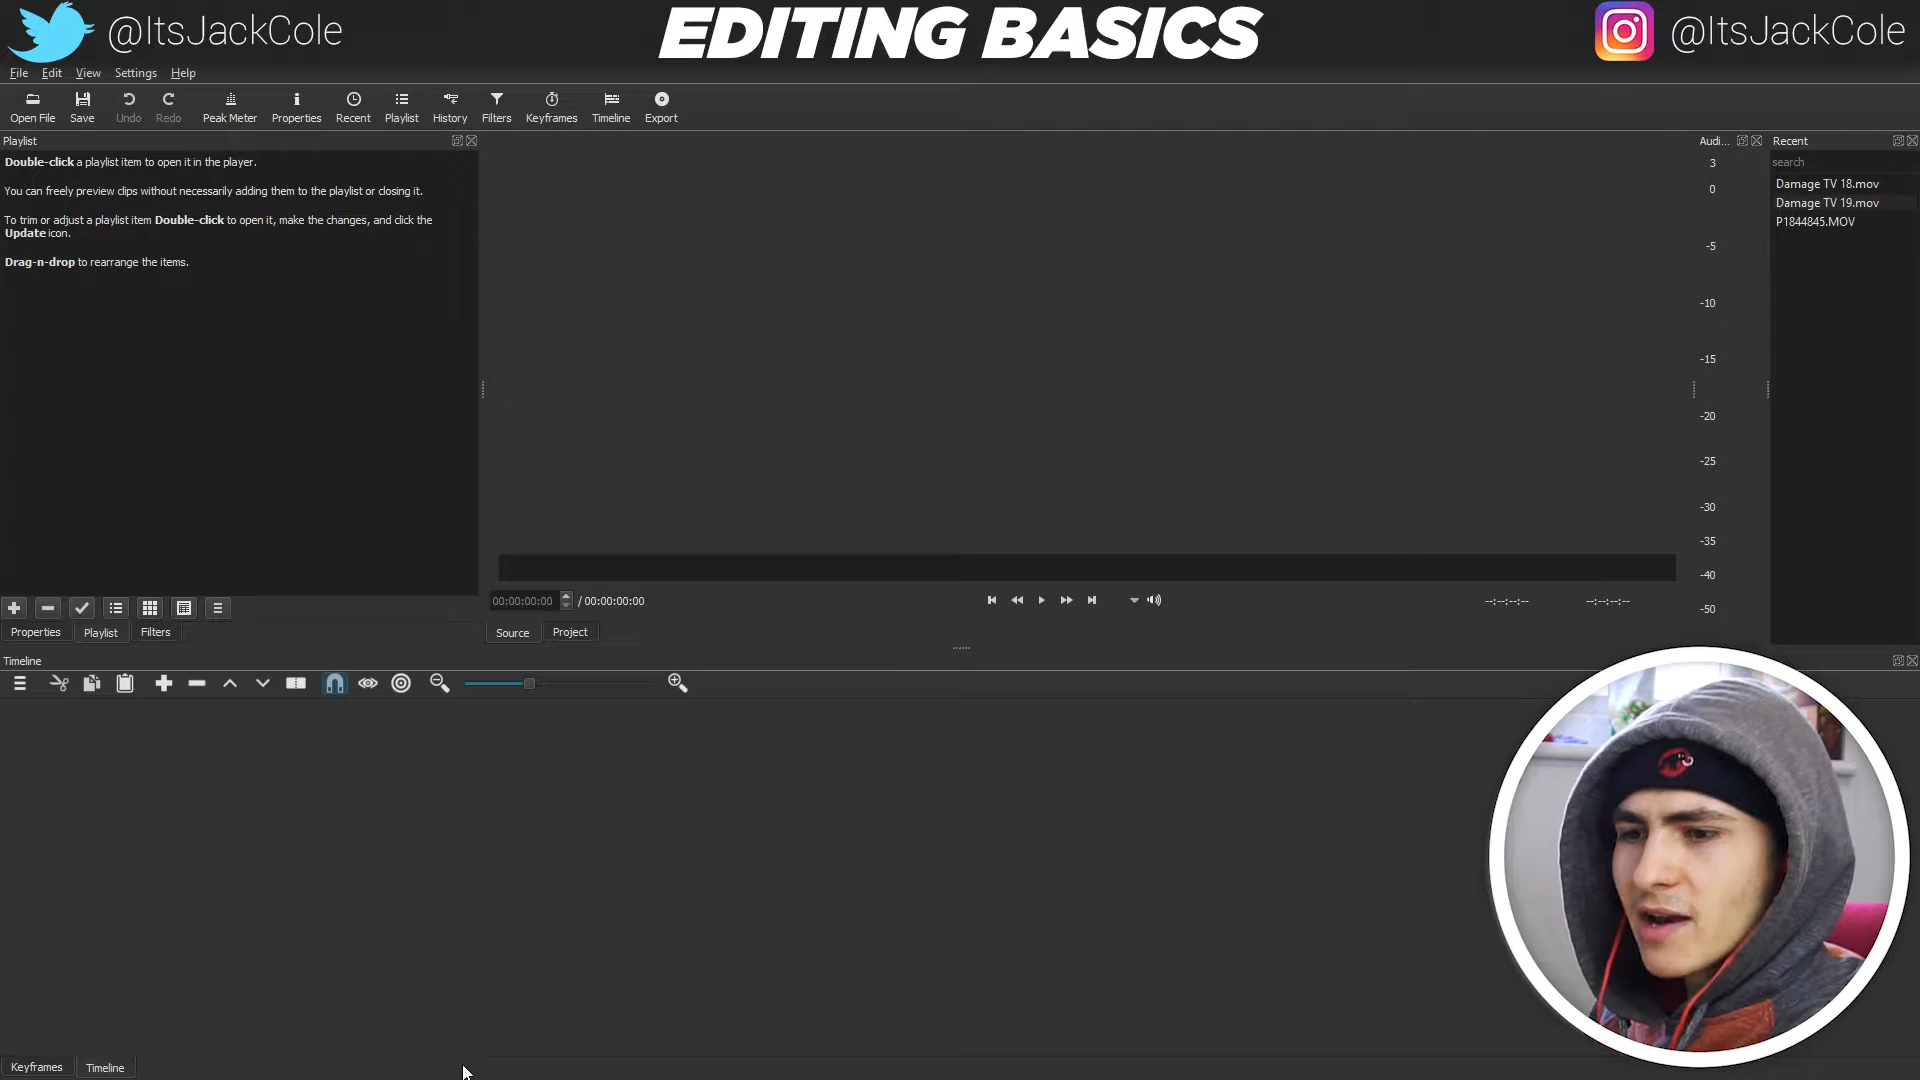 @ItsJackCole
EDITING BASICS
@ItsJackCole
File Edit View Settings Help
Open File Save Undo Redo Peak Meter Properties Recent Playlist History Filters Keyframes Timeline Export
Playlist
Double-click a playlist item to open it in the player.
You can freely preview clips without necessarily adding them to the playlist or closing it.
To trim or adjust a playlist item Double-click to open it, make the changes, and click the
Update icon.
Drag-n-drop to rearrange the items.
Properties Playlist Filters
00:00:00:00 / 00:00:00:00
--:--:--:-- --:--:--:--
Source Project
Audi...
3
0
-5
-10
-15
-20
-25
-30
-35
-40
-50
Recent
search
Damage TV 18.mov
Damage TV 19.mov
P1844845.MOV
Timeline
Keyframes Timeline